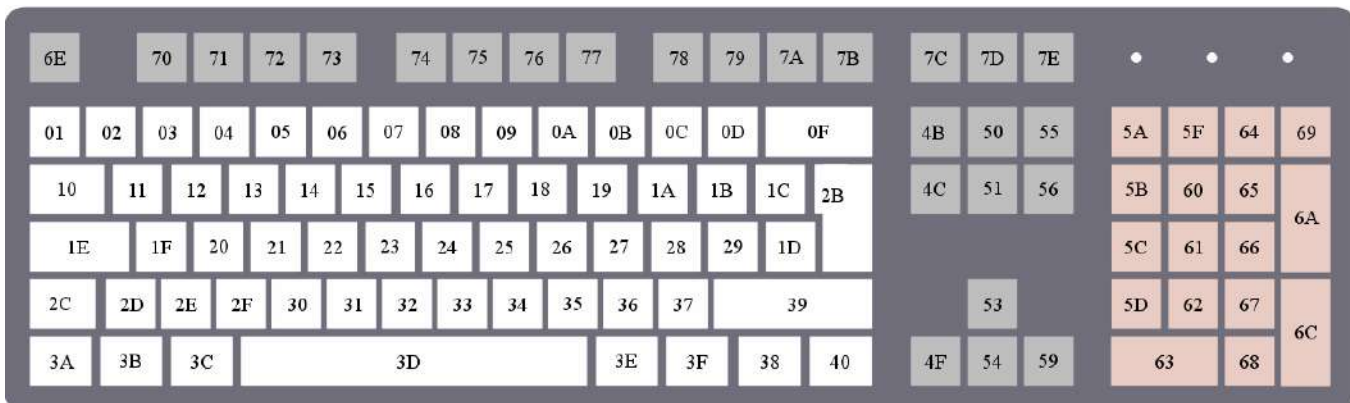 6E 70 71 72 73 74 75 76 77 78 79 7A 7B 7C 7D 7E
01 02 03 04 05 06 07 08 09 0A 0B 0C 0D 0F 4B 50 55 5A 5F 64 69
10 11 12 13 14 15 16 17 18 19 1A 1B 1C 2B 4C 51 56 5B 60 65 6A
1E 1F 20 21 22 23 24 25 26 27 28 29 1D 5C 61 66
2C 2D 2E 2F 30 31 32 33 34 35 36 37 39 53 5D 62 67 6C
3A 3B 3C 3D 3E 3F 38 40 4F 54 59 63 68